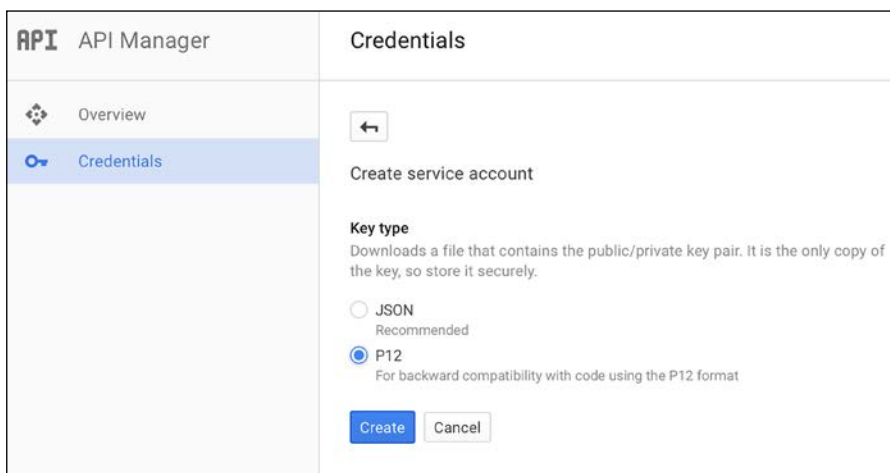 API API Manager
Credentials
Overview
Credentials
Create service account
Key type
Downloads a file that contains the public/private key pair. It is the only copy of
the key, so store it securely.
JSON
Recommended
P12
For backward compatibility with code using the P12 format
Create Cancel